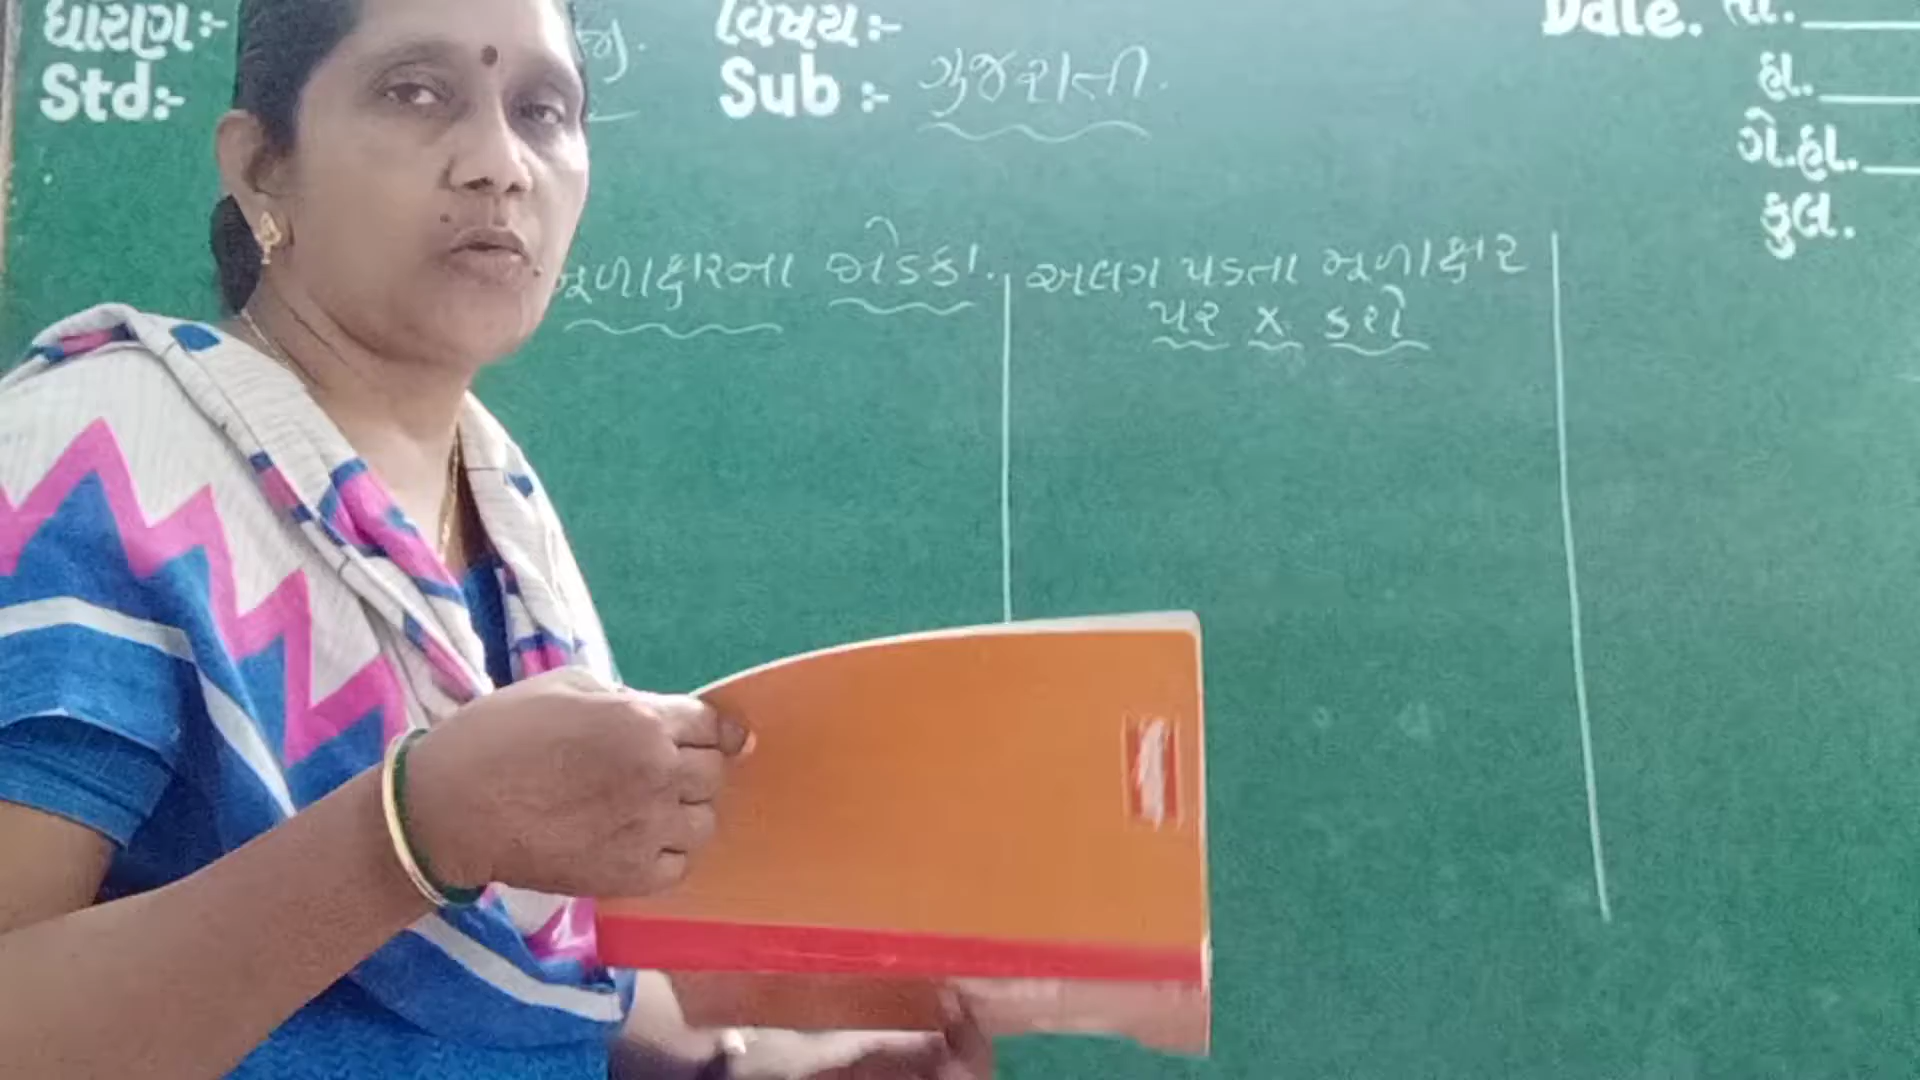 ધોરણ:- જી. વિષય:- Date. તા.
Std:- Sub:- ગુજરાતી.
હા.
ગે.હા.
કુલ.
મૂળાક્ષરના જોડકા. અલગ પડતા મૂળાક્ષર
પર x કરો